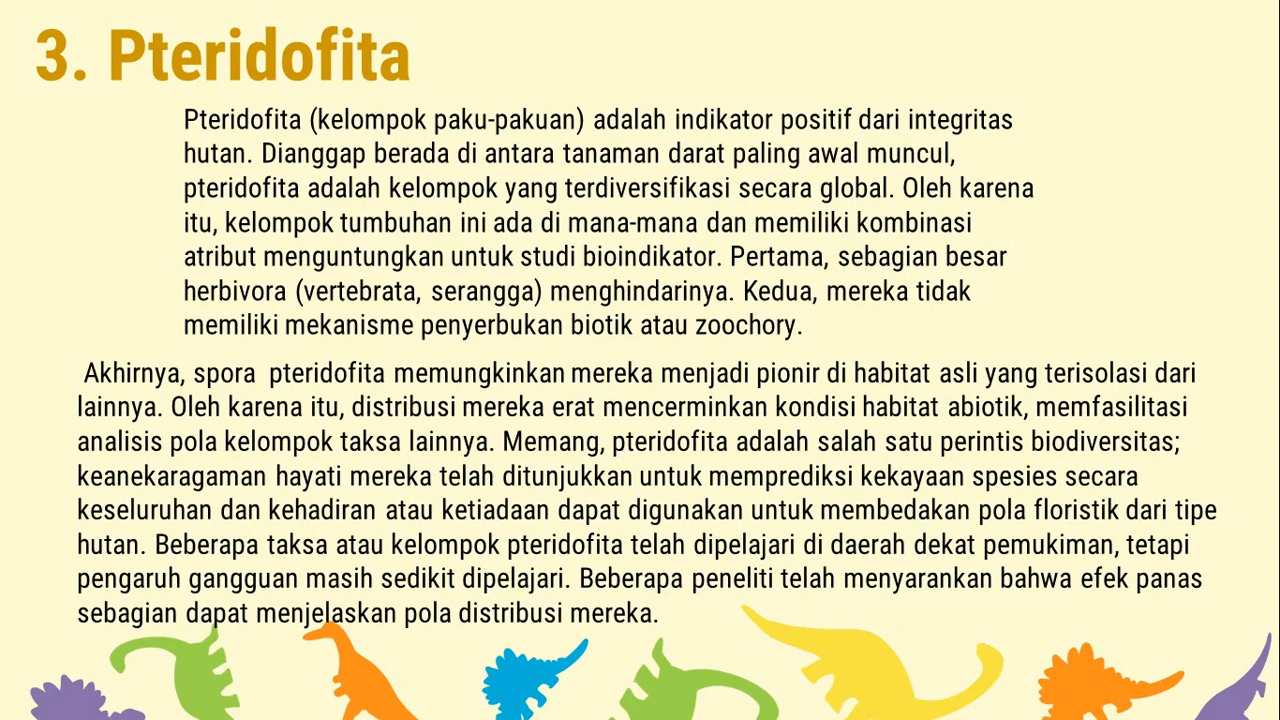 3. Pteridofita
Pteridofita (kelompok paku-pakuan) adalah indikator positif dari integritas
hutan. Dianggap berada di antara tanaman darat paling awal muncul,
pteridofita adalah kelompok yang terdiversifikasi secara global. Oleh karena
itu, kelompok tumbuhan ini ada di mana-mana dan memiliki kombinasi
atribut menguntungkan untuk studi bioindikator. Pertama, sebagian besar
herbivora (vertebrata, serangga) menghindarinya. Kedua, mereka tidak
memiliki mekanisme penyerbukan biotik atau zoochory.
Akhirnya, spora pteridofita memungkinkan mereka menjadi pionir di habitat asli yang terisolasi dari
lainnya. Oleh karena itu, distribusi mereka erat mencerminkan kondisi habitat abiotik, memfasilitasi
analisis pola kelompok taksa lainnya. Memang, pteridofita adalah salah satu perintis biodiversitas;
keanekaragaman hayati mereka telah ditunjukkan untuk memprediksi kekayaan spesies secara
keseluruhan dan kehadiran atau ketiadaan dapat digunakan untuk membedakan pola floristik dari tipe
hutan. Beberapa taksa atau kelompok pteridofita telah dipelajari di daerah dekat pemukiman, tetapi
pengaruh gangguan masih sedikit dipelajari. Beberapa peneliti telah menyarankan bahwa efek panas
sebagian dapat menjelaskan pola distribusi mereka.